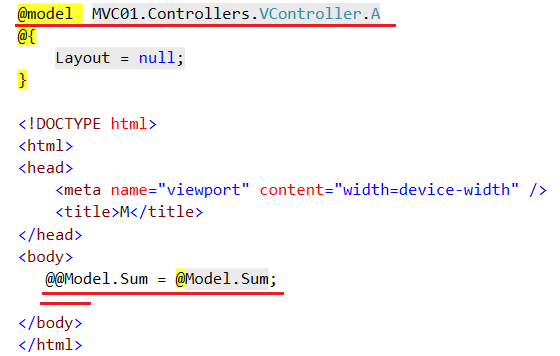 @model  MVC01.Controllers.VController.A
@{
    Layout = null;
}
<!DOCTYPE html>
<html>
<head>
    <meta name="viewport" content="width=device-width" />
    <title>M</title>
</head>
<body>
   @@Model.Sum = @Model.Sum;
</body>
</html>